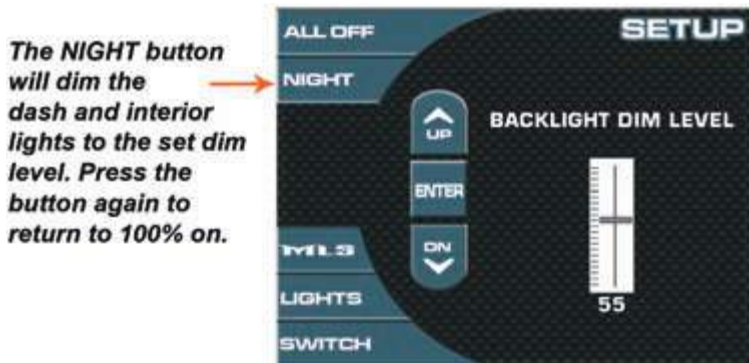 The NIGHT button
will dim the
dash and interior
lights to the set dim
level. Press the
button again to
return to 100% on.
ALL OFF
NIGHT
SETUP
UP
BACKLIGHT DIM LEVEL
ENTER
DN
55
LIGHTS
SWITCH